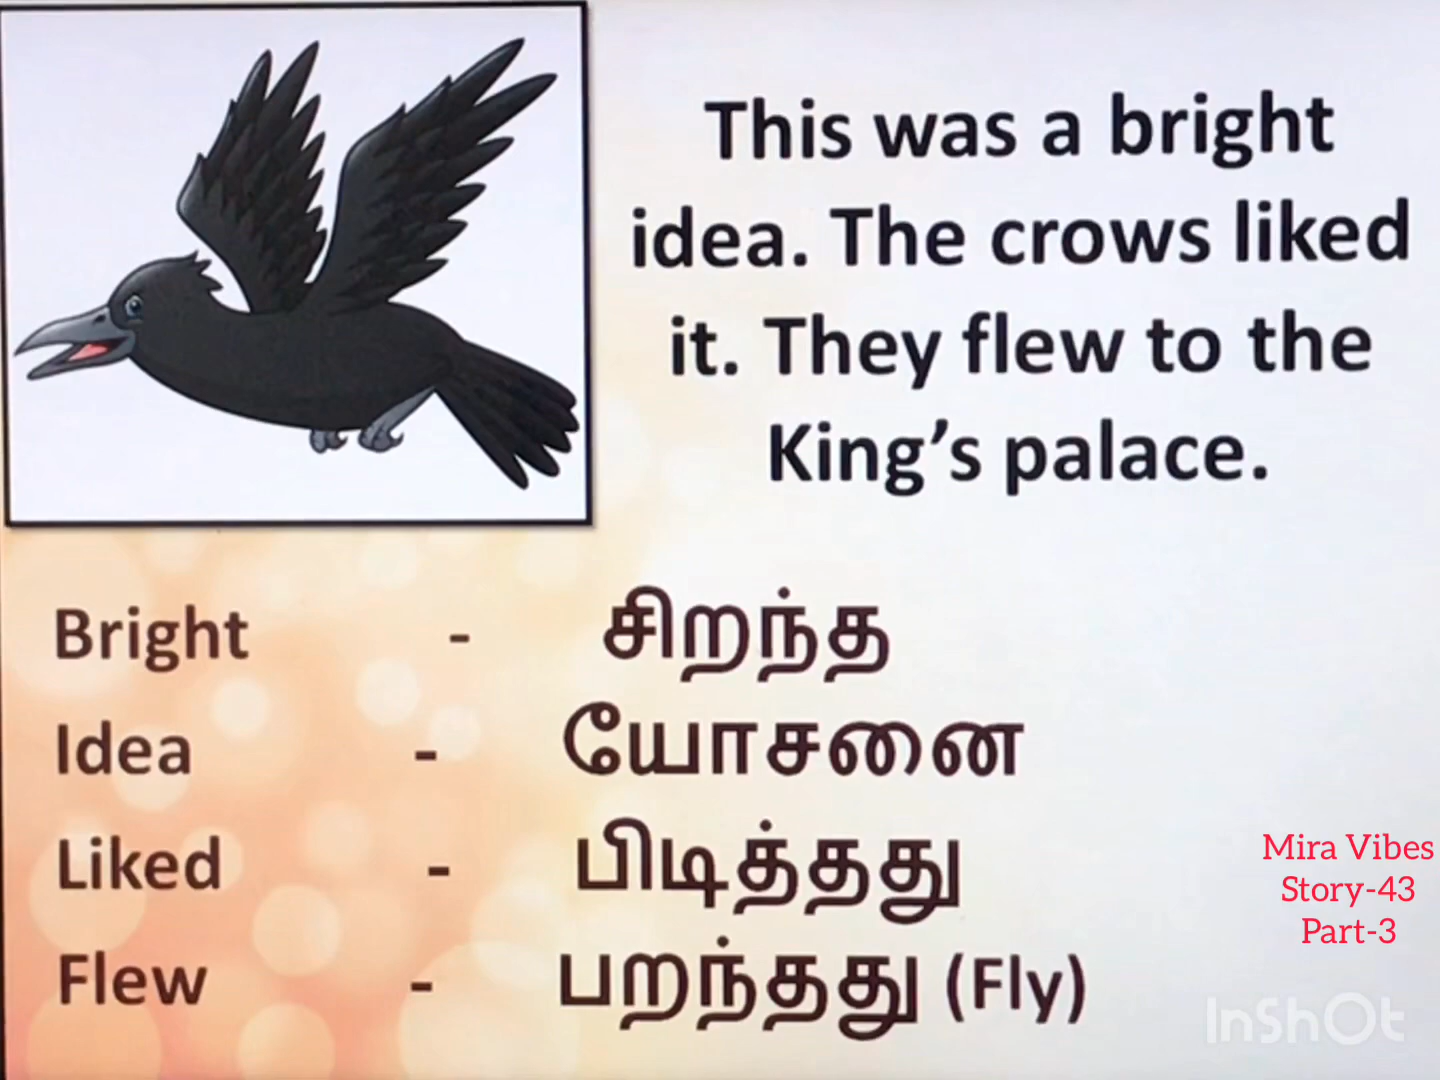 This was a bright
idea. The crows liked
it. They flew to the
King’s palace.
Bright - சிறந்த
Idea - யோசனை
Liked - பிடித்தது
Flew - பறந்தது (Fly)
Mira Vibes
Story-43
Part-3
InShOt